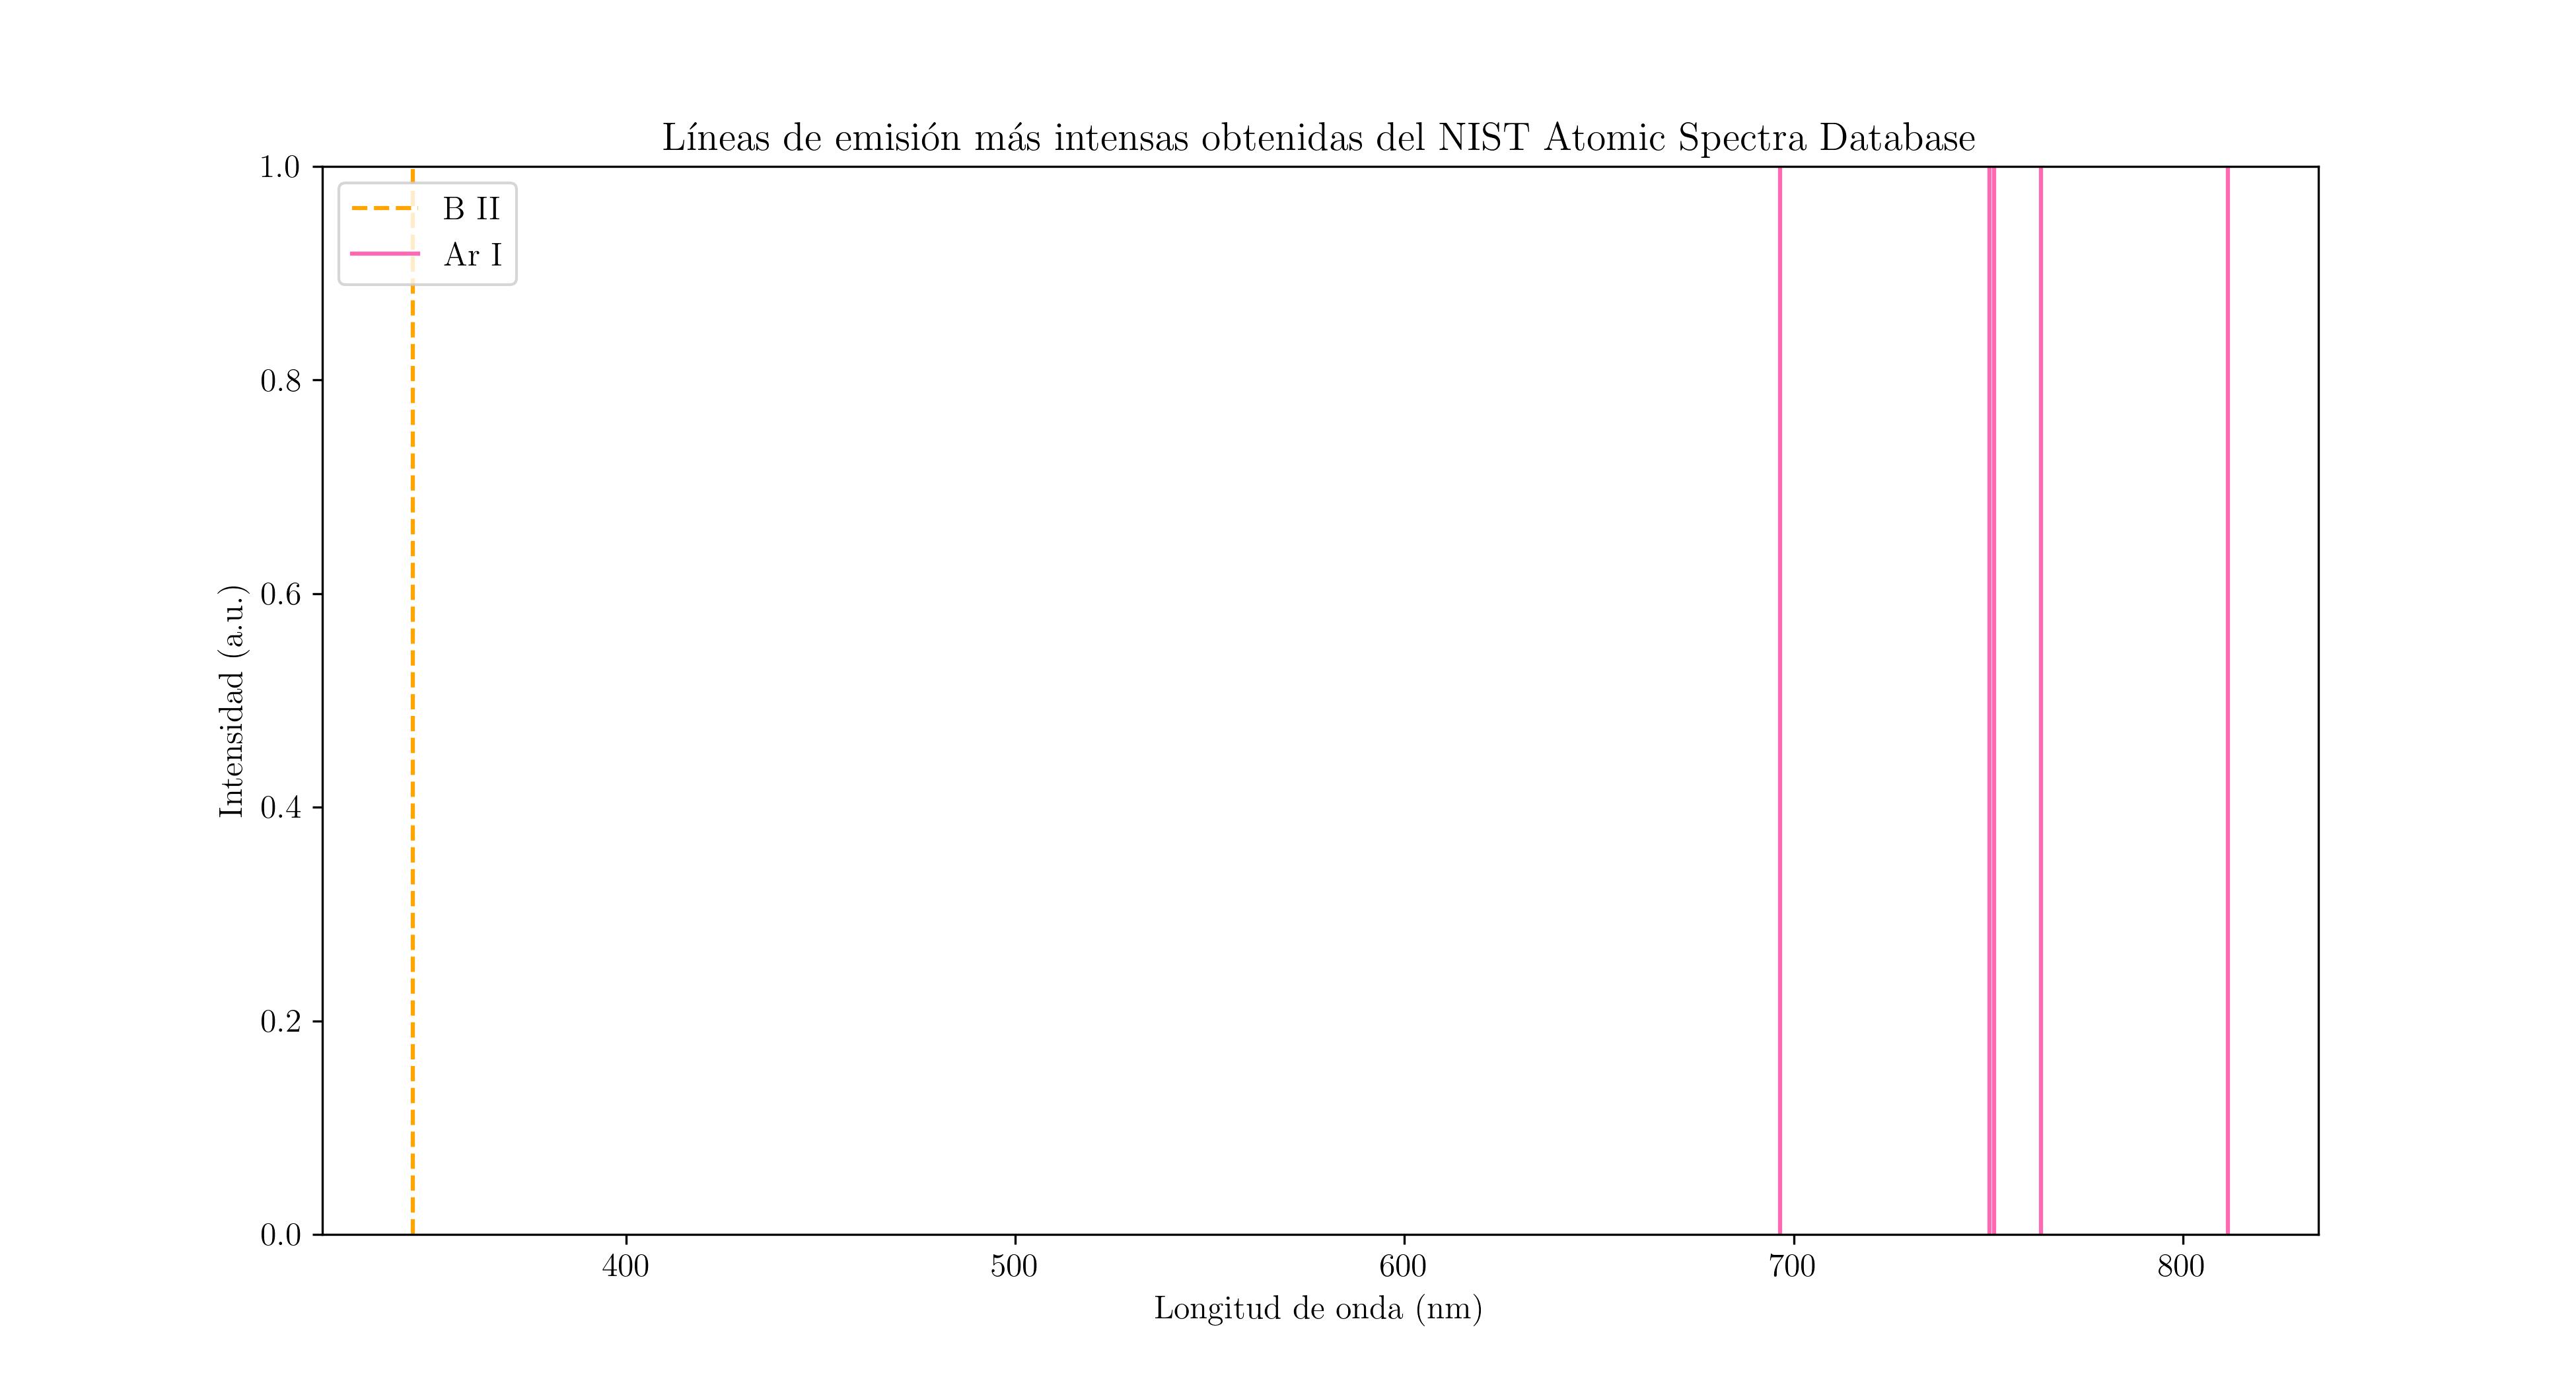 Líneas de emisión más intensas obtenidas del NIST Atomic Spectra Database
B II
Ar I
1.0
0.8
0.6
0.4
0.2
0.0
Intensidad (a.u.)
400 500 600 700 800
Longitud de onda (nm)